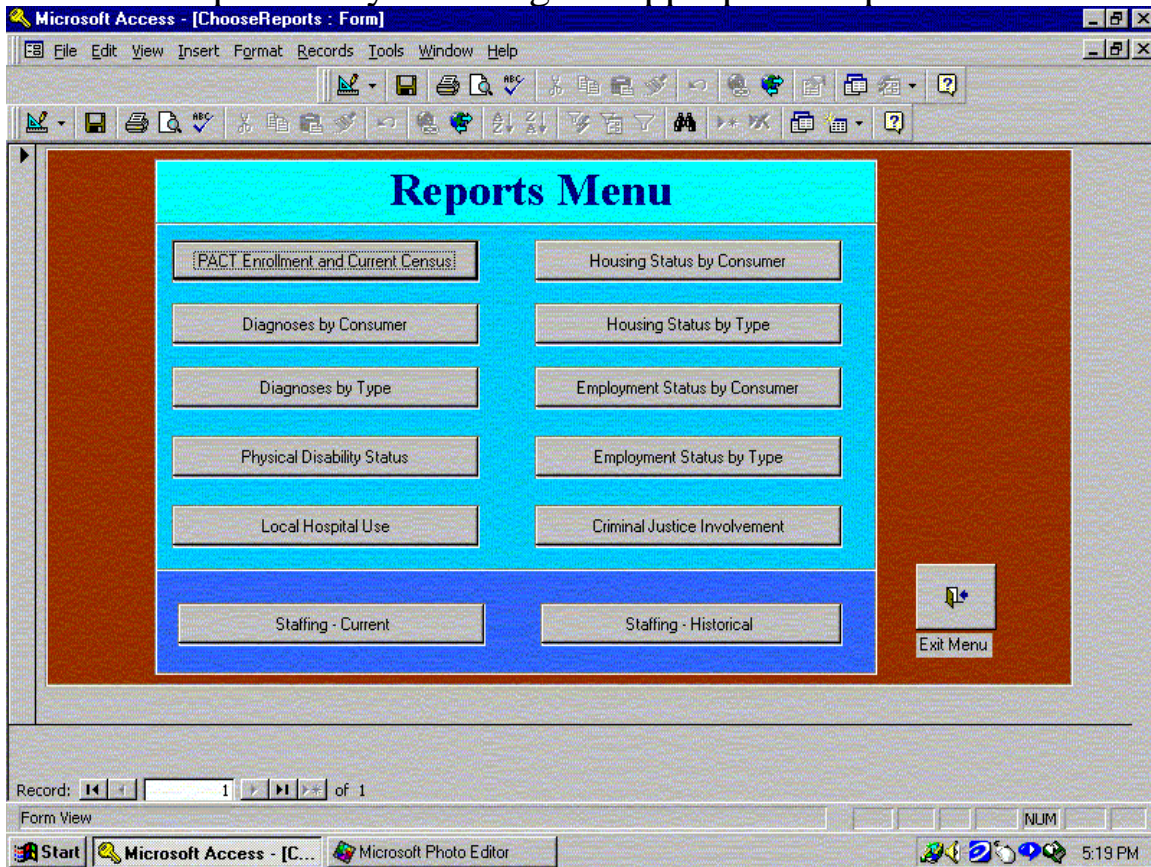 Microsoft Access - [ChooseReports : Form]
File Edit View Insert Format Records Tools Window Help
Reports Menu
PACT Enrollment and Current Census
Housing Status by Consumer
Diagnoses by Consumer
Housing Status by Type
Diagnoses by Type
Employment Status by Consumer
Physical Disability Status
Employment Status by Type
Local Hospital Use
Criminal Justice Involvement
Staffing - Current
Staffing - Historical
Exit Menu
Record: 1 of 1
Form View
NUM
Start Microsoft Access - [C... Microsoft Photo Editor 5:19 PM